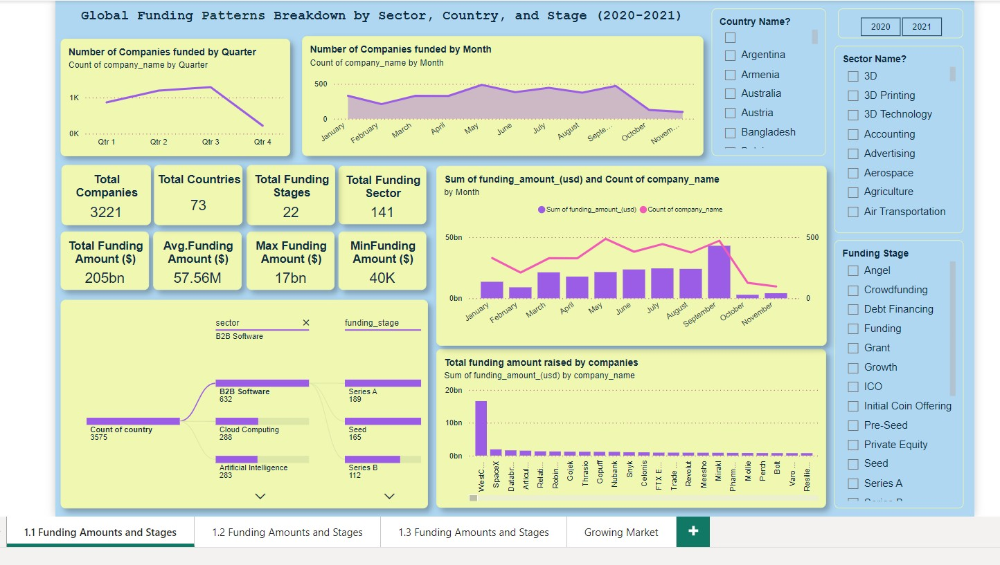 Global Funding Patterns Breakdown by Sector, Country, and Stage (2020-2021)
Number of Companies funded by Quarter
Count of company_name by Quarter
1K
0K
Qtr 1 Qtr 2 Qtr 3 Qtr 4
Number of Companies funded by Month
Count of company_name by Month
500
0
January February March April May June July August Septe... October Novem...
Country Name?
Argentina
Armenia
Australia
Austria
Bangladesh
2020 2021
Sector Name?
3D
3D Printing
3D Technology
Accounting
Advertising
Aerospace
Agriculture
Air Transportation
Total
Companies
3221
Total Countries
73
Total Funding
Stages
22
Total Funding
Sector
141
Total Funding
Amount ($)
205bn
Avg.Funding
Amount ($)
57.56M
Max Funding
Amount ($)
17bn
MinFunding
Amount ($)
40K
Sum of funding_amount_(usd) and Count of company_name
by Month
Sum of funding_amount_(usd) Count of company_name
50bn 500
0bn 0
January February March April May June July August September October November
Funding Stage
Angel
Crowdfunding
Debt Financing
Funding
Grant
Growth
ICO
Initial Coin Offering
Pre-Seed
Private Equity
Seed
Series A
sector
B2B Software
funding_stage
Count of country
3575
B2B Software
632
Cloud Computing
288
Artificial Intelligence
283
Series A
189
Seed
165
Series B
112
Total funding amount raised by companies
Sum of funding_amount_(usd) by company_name
20bn
10bn
0bn
WestC... SpaceX Databr... Articul... Relati... Robin... Gojek Thrasio Gopuff Nubank Snyk Celonis FTX E... Trade ... Revolut Meesho Mirakl Pharm... Mollie Perch Bolt Varo ... Resilie...
1.1 Funding Amounts and Stages 1.2 Funding Amounts and Stages 1.3 Funding Amounts and Stages Growing Market